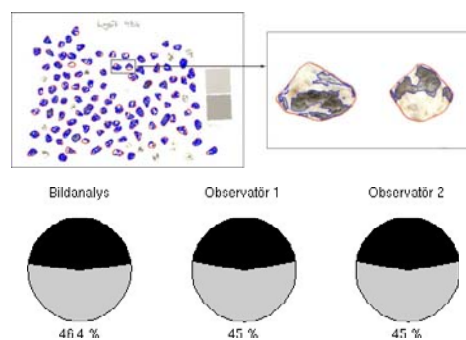 Bildanalys
Observatör 1
Observatör 2
46.4 %
45 %
45 %